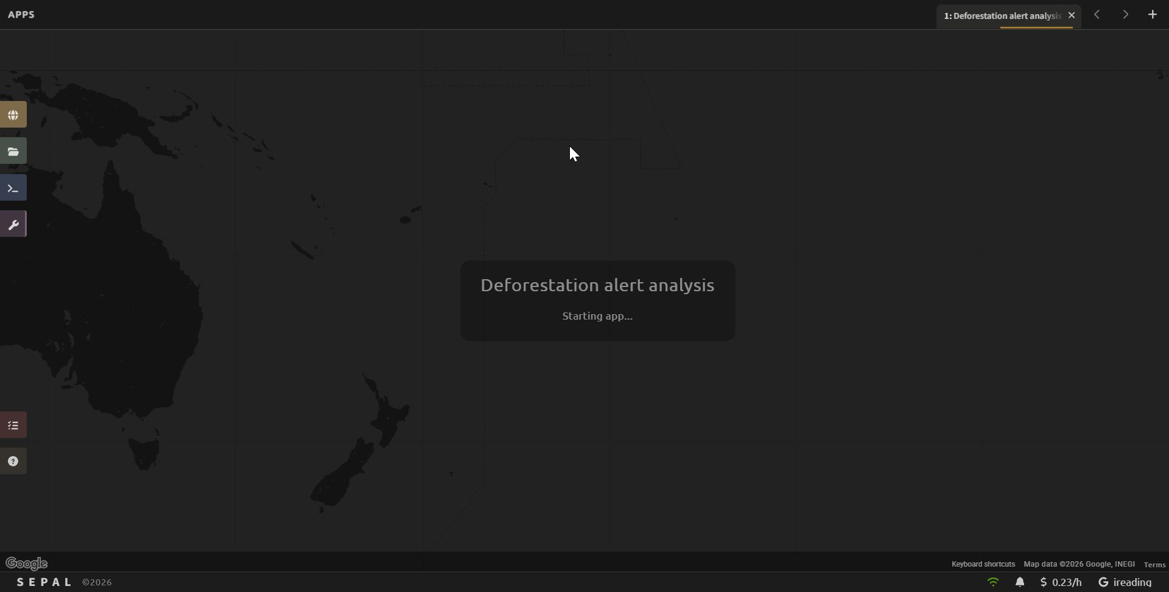 APPS
1: Deforestation alert analysis
Deforestation alert analysis
Starting app...
Google
Keyboard shortcuts
Map data ©2026 Google, INEGI
Terms
SEPAL ©2026
$ 0.23/h
ireading